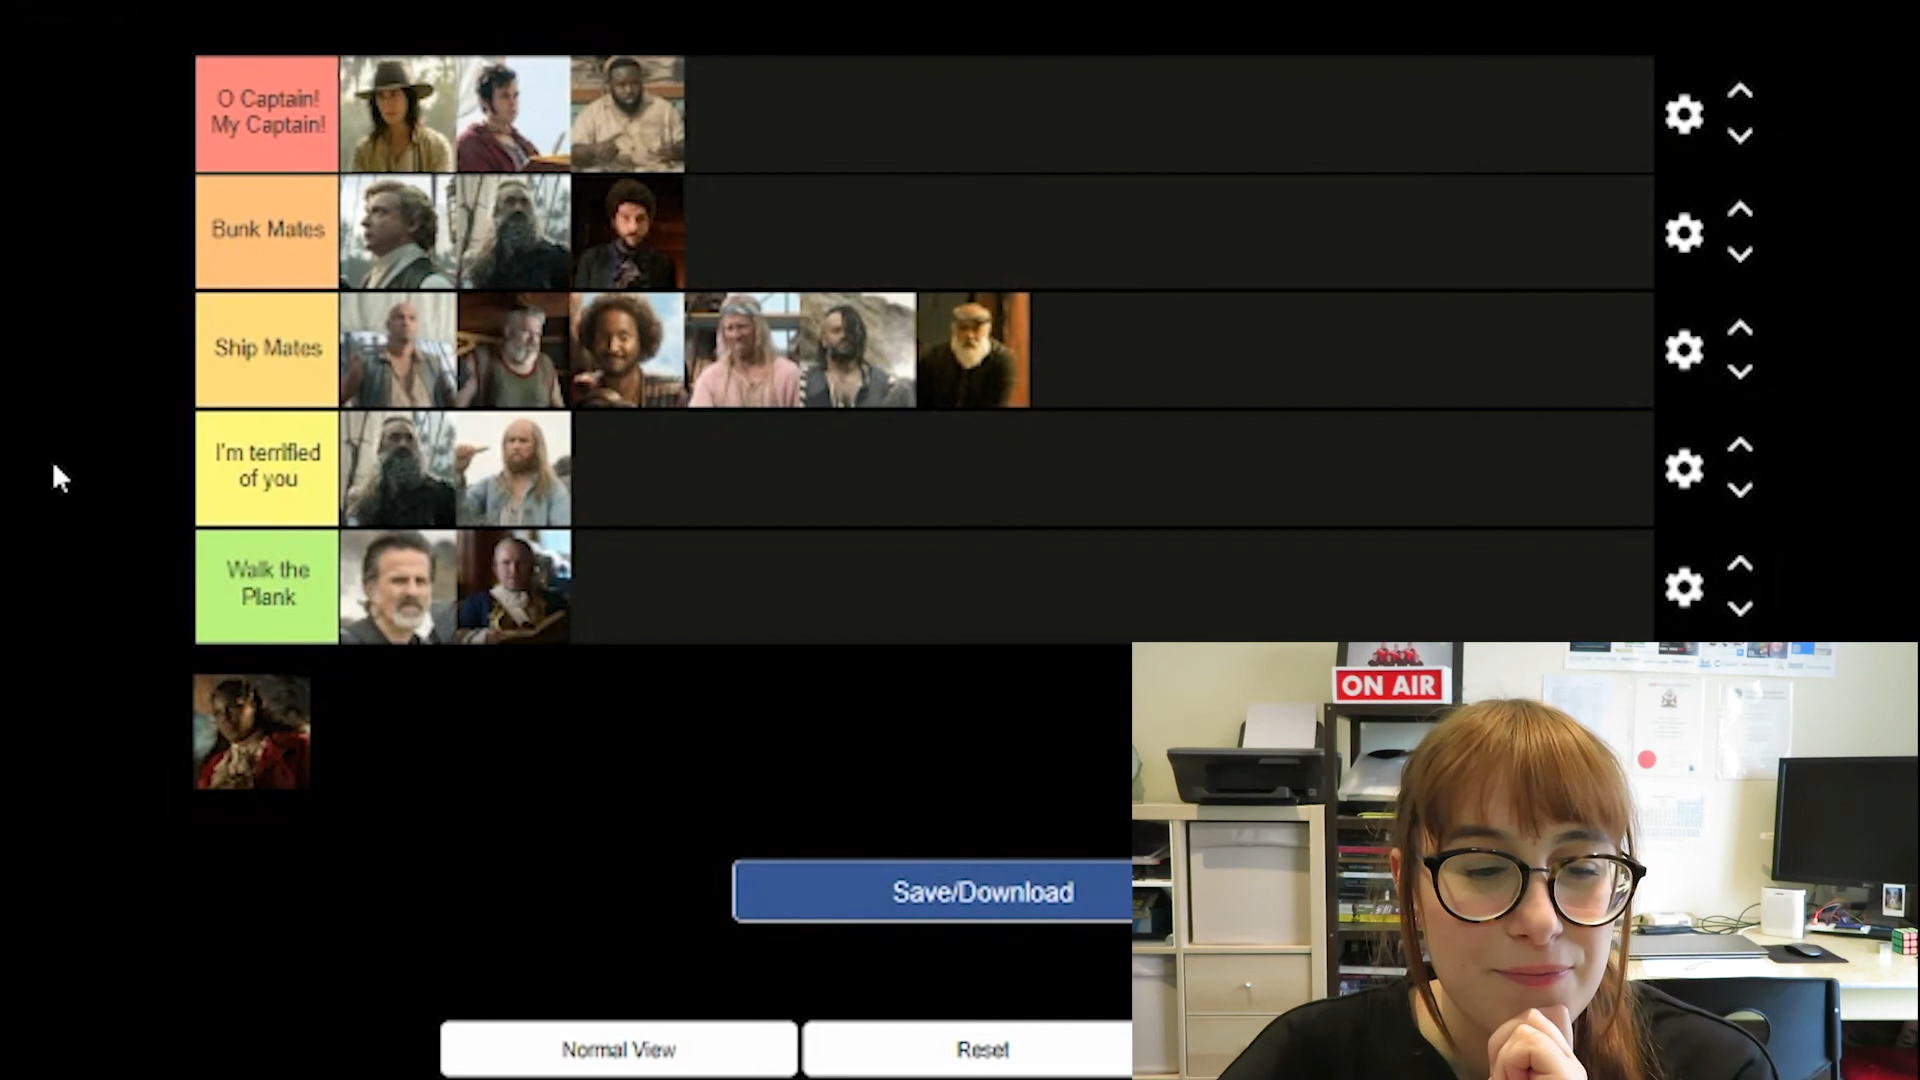 O Captain!
My Captain!
Bunk Mates
Ship Mates
I'm terrified
of you
Walk the
Plank
ON AIR
Save/Download
Normal View
Reset